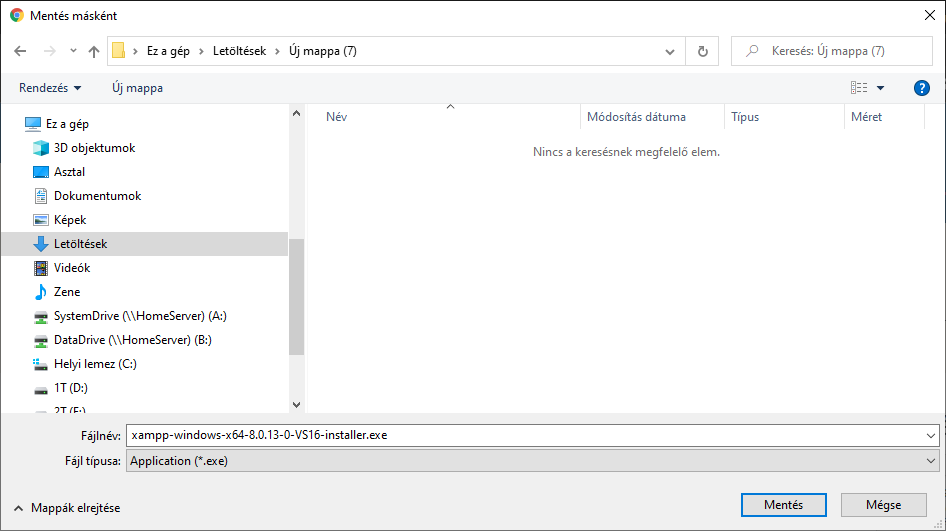 Mentés másként
Ez a gép
Letöltések
Új mappa (7)
Keresés: Új mappa (7)
Rendezés
Új mappa
?
Ez a gép
3D objektumok
Asztal
Dokumentumok
Képek
Letöltések
Videók
Zene
SystemDrive (\\HomeServer) (A:)
DataDrive (\\HomeServer) (B:)
Helyi lemez (C:)
1T (D:)
2T (E:)
Név
Módosítás dátuma
Típus
Méret
Nincs a keresésnek megfelelő elem.
Fájlnév:
xampp-windows-x64-8.0.13-0-VS16-installer.exe
Fájl típusa:
Application (*.exe)
Mappák elrejtése
Mentés
Mégse